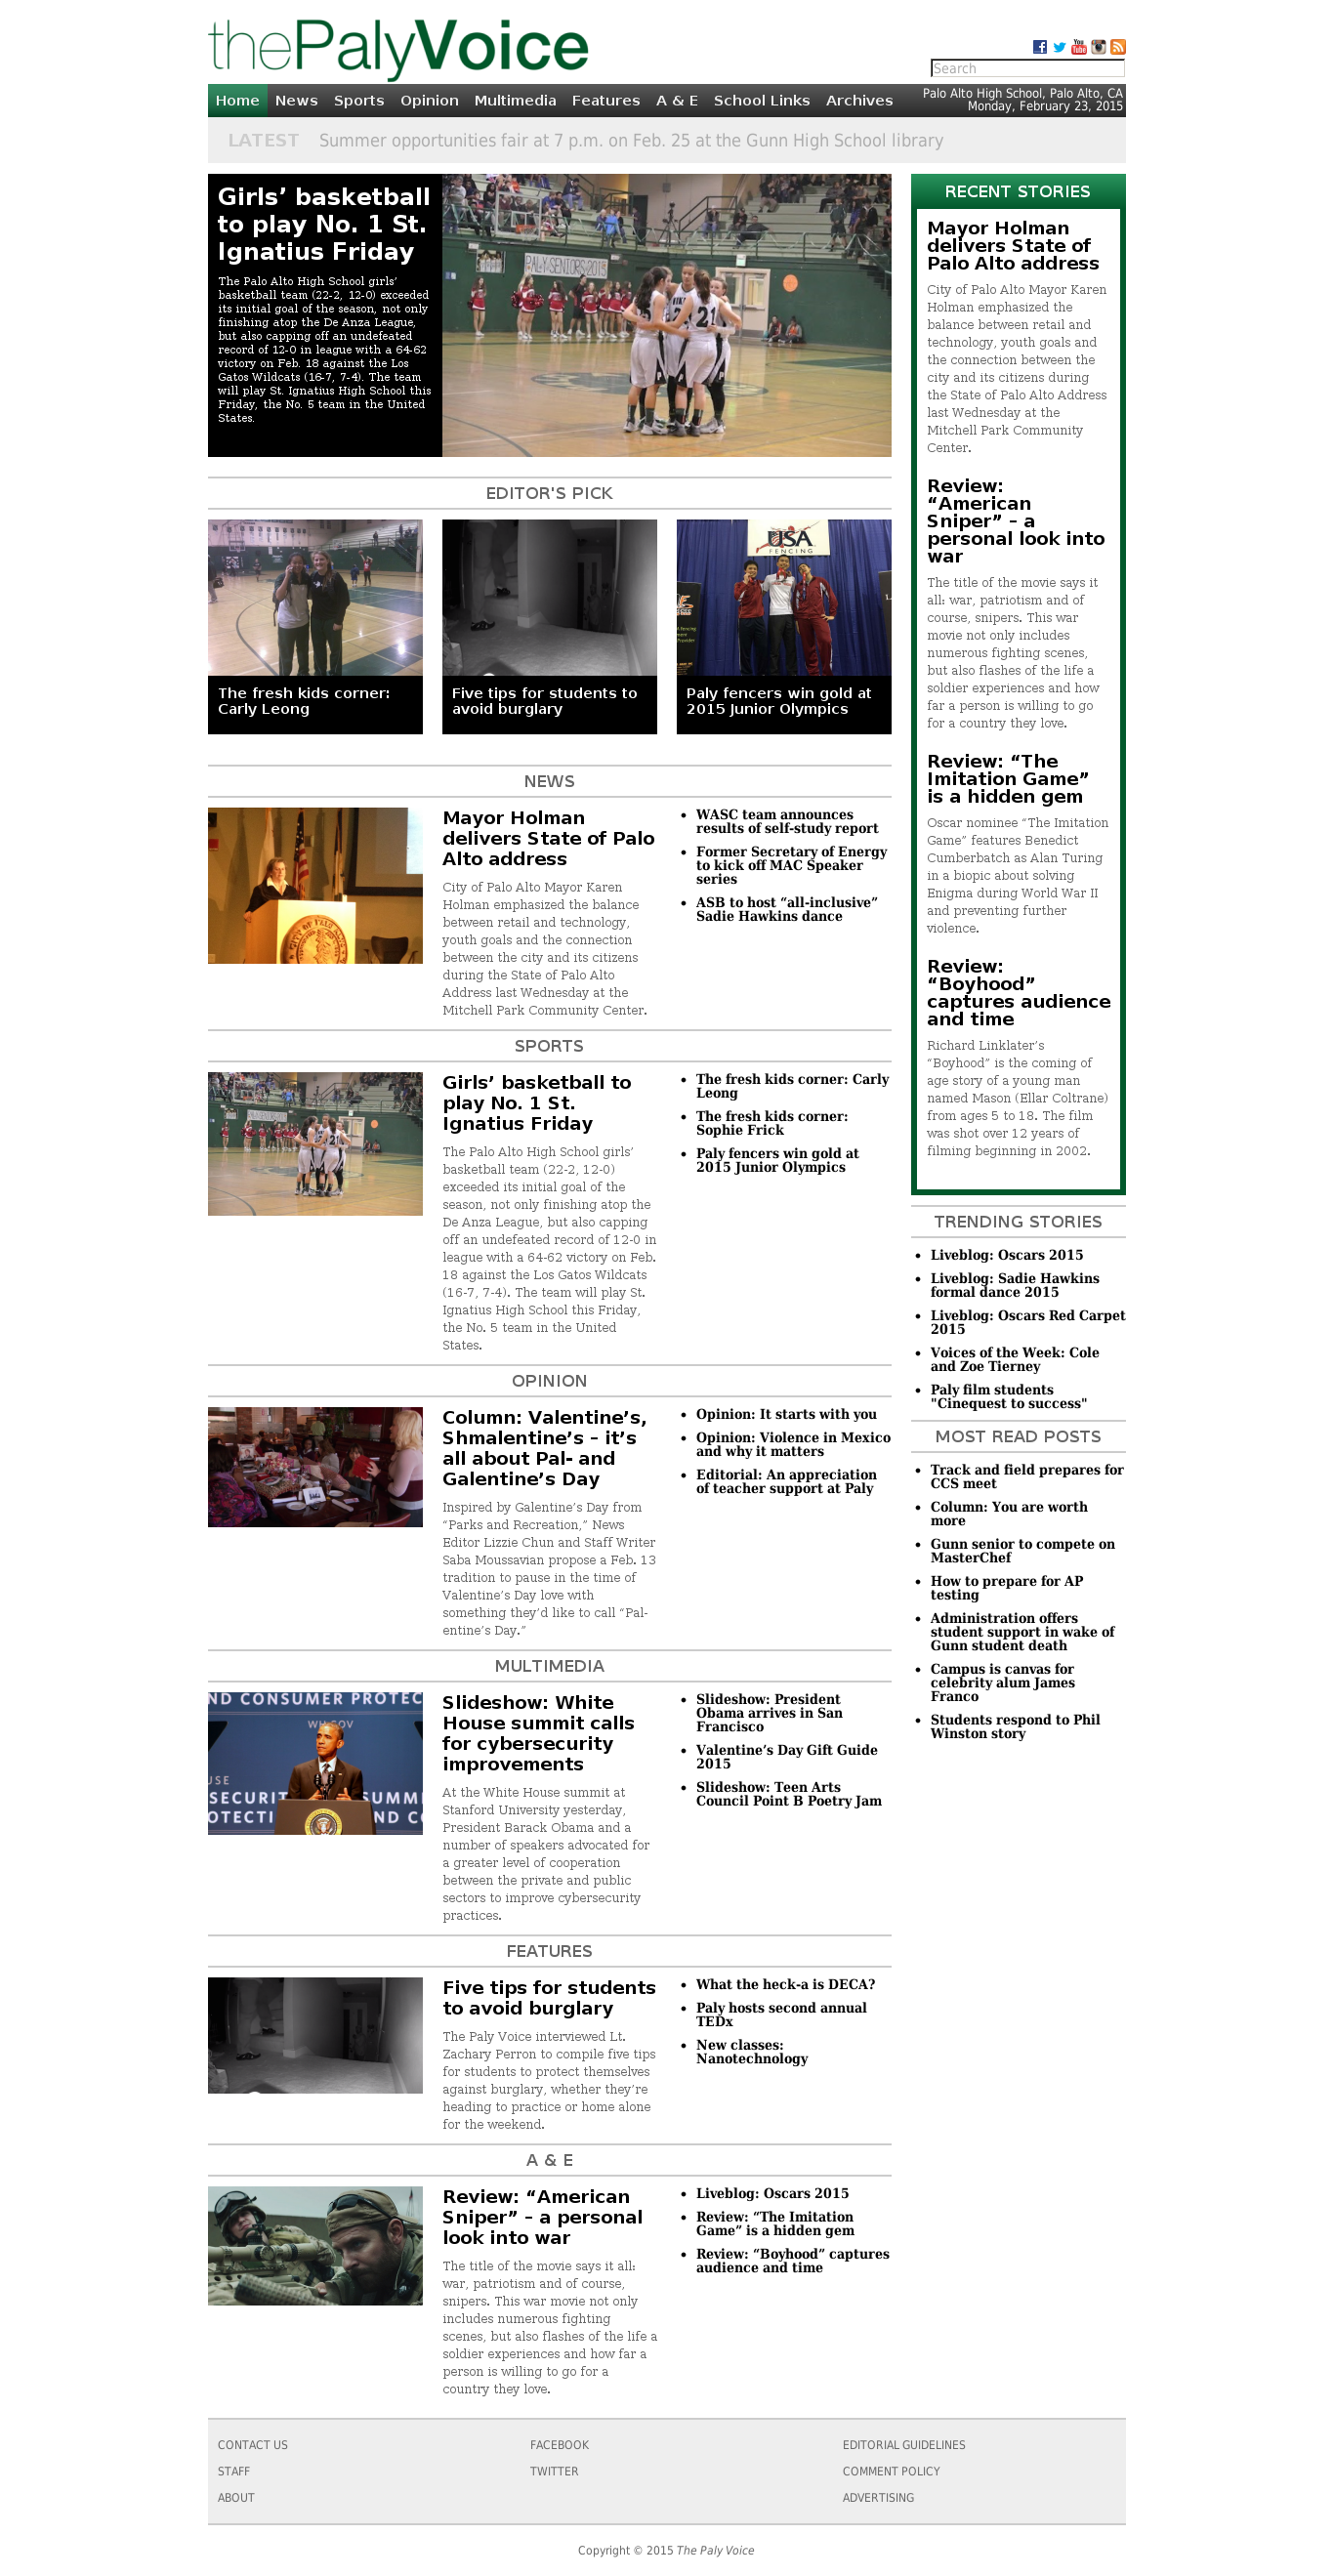 thePalyVoice
Search
Home News Sports Opinion Multimedia Features A & E School Links Archives
Palo Alto High School, Palo Alto, CA
Monday, February 23, 2015
LATEST Summer opportunities fair at 7 p.m. on Feb. 25 at the Gunn High School library
Girls’ basketball
to play No. 1 St.
Ignatius Friday
The Palo Alto High School girls’
basketball team (22-2, 12-0) exceeded
its initial goal of the season, not only
finishing atop the De Anza League,
but also capping off an undefeated
record of 12-0 in league with a 64-62
victory on Feb. 18 against the Los
Gatos Wildcats (16-7, 7-4). The team
will play St. Ignatius High School this
Friday, the No. 5 team in the United
States.
PALY SENIORS 2015
21
EDITOR'S PICK
USA
FENCING
The fresh kids corner:
Carly Leong
Five tips for students to
avoid burglary
Paly fencers win gold at
2015 Junior Olympics
NEWS
CITY OF PALO ALTO
Mayor Holman
delivers State of Palo
Alto address
City of Palo Alto Mayor Karen
Holman emphasized the balance
between retail and technology,
youth goals and the connection
between the city and its citizens
during the State of Palo Alto
Address last Wednesday at the
Mitchell Park Community Center.
• WASC team announces
results of self-study report
• Former Secretary of Energy
to kick off MAC Speaker
series
• ASB to host “all-inclusive”
Sadie Hawkins dance
SPORTS
Girls’ basketball to
play No. 1 St.
Ignatius Friday
The Palo Alto High School girls’
basketball team (22-2, 12-0)
exceeded its initial goal of the
season, not only finishing atop the
De Anza League, but also capping
off an undefeated record of 12-0 in
league with a 64-62 victory on Feb.
18 against the Los Gatos Wildcats
(16-7, 7-4). The team will play St.
Ignatius High School this Friday,
the No. 5 team in the United
States.
• The fresh kids corner: Carly
Leong
• The fresh kids corner:
Sophie Frick
• Paly fencers win gold at
2015 Junior Olympics
OPINION
Column: Valentine’s,
Shmalentine’s – it’s
all about Pal- and
Galentine’s Day
Inspired by Galentine’s Day from
“Parks and Recreation,” News
Editor Lizzie Chun and Staff Writer
Saba Moussavian propose a Feb. 13
tradition to pause in the time of
Valentine’s Day love with
something they’d like to call “Pal-
entine’s Day.”
• Opinion: It starts with you
• Opinion: Violence in Mexico
and why it matters
• Editorial: An appreciation
of teacher support at Paly
MULTIMEDIA
ND CONSUMER PROTEC
WH.GOV
USE
SECURITY SUMM
OTECTI ND CO
Slideshow: White
House summit calls
for cybersecurity
improvements
At the White House summit at
Stanford University yesterday,
President Barack Obama and a
number of speakers advocated for
a greater level of cooperation
between the private and public
sectors to improve cybersecurity
practices.
• Slideshow: President
Obama arrives in San
Francisco
• Valentine’s Day Gift Guide
2015
• Slideshow: Teen Arts
Council Point B Poetry Jam
FEATURES
Five tips for students
to avoid burglary
The Paly Voice interviewed Lt.
Zachary Perron to compile five tips
for students to protect themselves
against burglary, whether they’re
heading to practice or home alone
for the weekend.
• What the heck-a is DECA?
• Paly hosts second annual
TEDx
• New classes:
Nanotechnology
A & E
Review: “American
Sniper” – a personal
look into war
The title of the movie says it all:
war, patriotism and of course,
snipers. This war movie not only
includes numerous fighting
scenes, but also flashes of the life a
soldier experiences and how far a
person is willing to go for a
country they love.
• Liveblog: Oscars 2015
• Review: “The Imitation
Game” is a hidden gem
• Review: “Boyhood” captures
audience and time
RECENT STORIES
Mayor Holman
delivers State of
Palo Alto address
City of Palo Alto Mayor Karen
Holman emphasized the
balance between retail and
technology, youth goals and
the connection between the
city and its citizens during
the State of Palo Alto Address
last Wednesday at the
Mitchell Park Community
Center.
Review:
“American
Sniper” – a
personal look into
war
The title of the movie says it
all: war, patriotism and of
course, snipers. This war
movie not only includes
numerous fighting scenes,
but also flashes of the life a
soldier experiences and how
far a person is willing to go
for a country they love.
Review: “The
Imitation Game”
is a hidden gem
Oscar nominee “The Imitation
Game” features Benedict
Cumberbatch as Alan Turing
in a biopic about solving
Enigma during World War II
and preventing further
violence.
Review:
“Boyhood”
captures audience
and time
Richard Linklater’s
“Boyhood” is the coming of
age story of a young man
named Mason (Ellar Coltrane)
from ages 5 to 18. The film
was shot over 12 years of
filming beginning in 2002.
TRENDING STORIES
• Liveblog: Oscars 2015
• Liveblog: Sadie Hawkins
formal dance 2015
• Liveblog: Oscars Red Carpet
2015
• Voices of the Week: Cole
and Zoe Tierney
• Paly film students
"Cinequest to success"
MOST READ POSTS
• Track and field prepares for
CCS meet
• Column: You are worth
more
• Gunn senior to compete on
MasterChef
• How to prepare for AP
testing
• Administration offers
student support in wake of
Gunn student death
• Campus is canvas for
celebrity alum James
Franco
• Students respond to Phil
Winston story
CONTACT US
STAFF
ABOUT
FACEBOOK
TWITTER
EDITORIAL GUIDELINES
COMMENT POLICY
ADVERTISING
Copyright © 2015 The Paly Voice